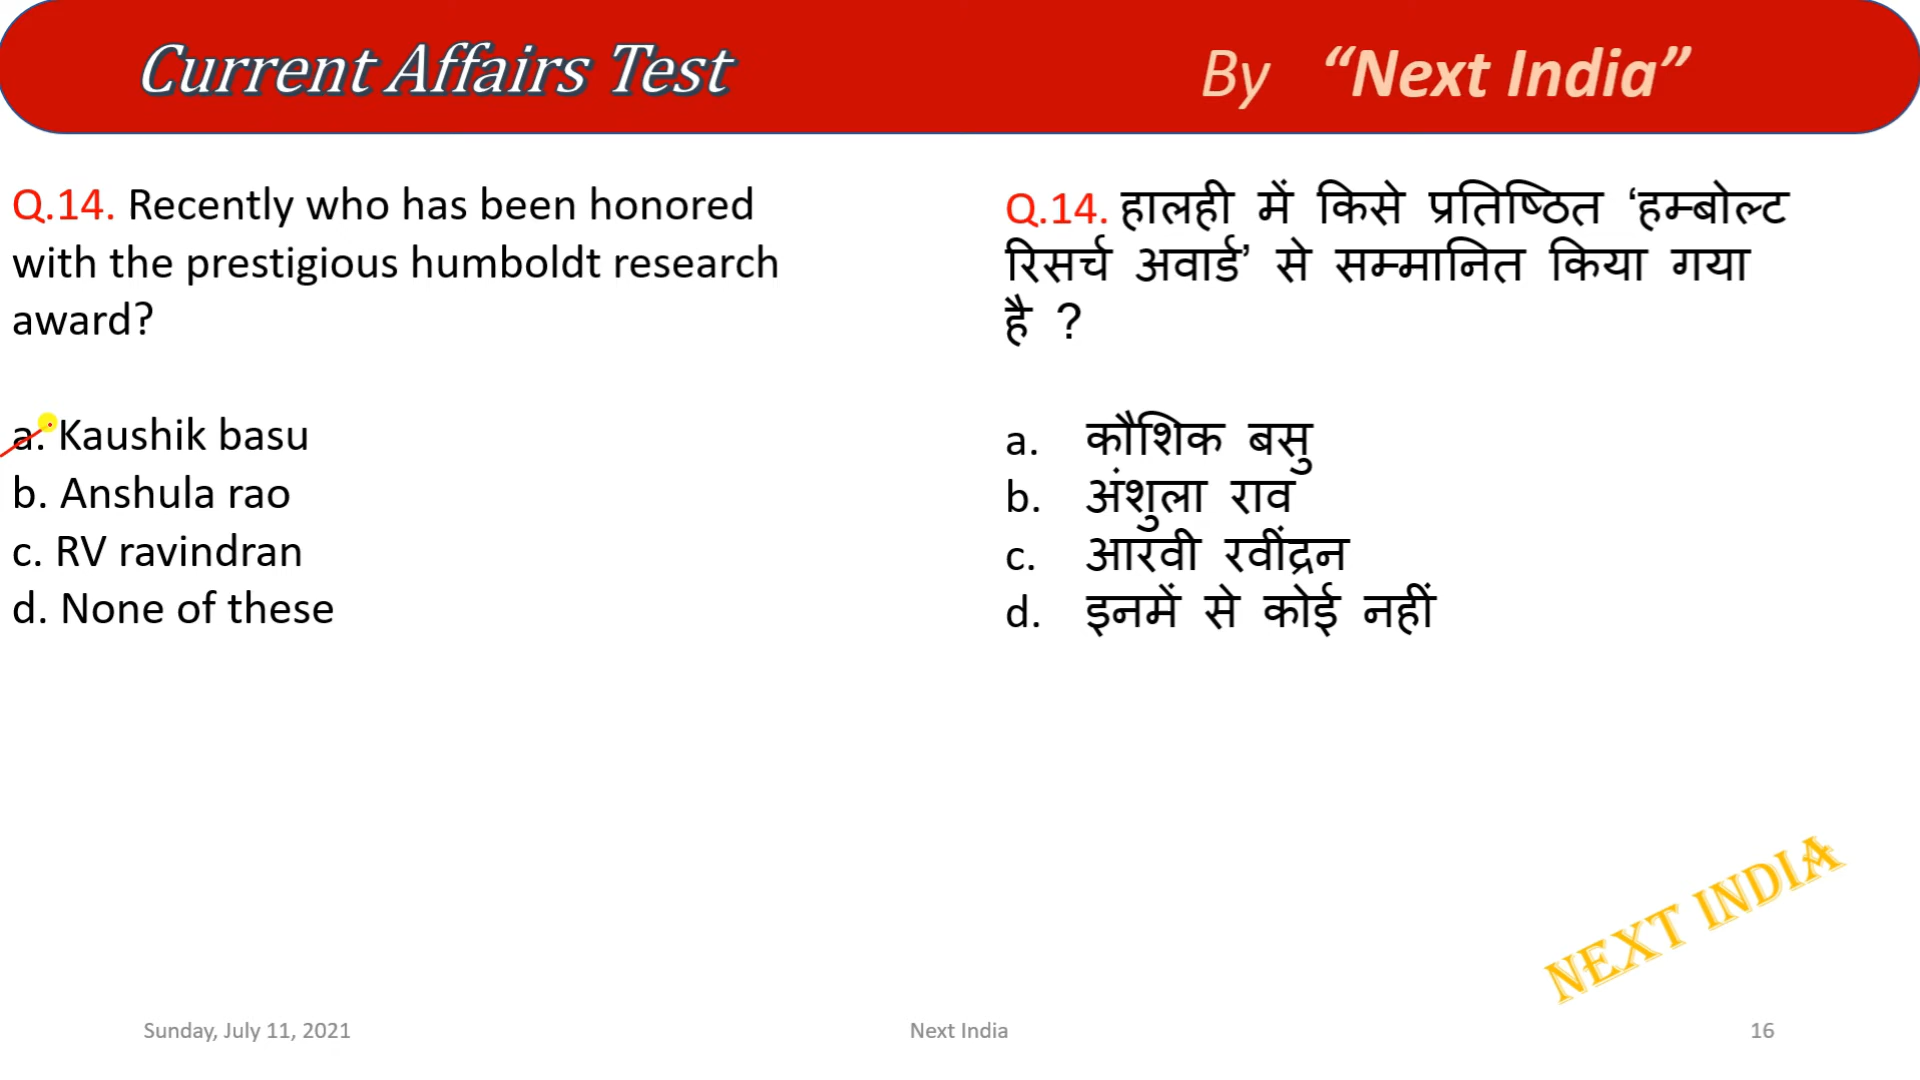 Current Affairs Test By “Next India”
Q.14. Recently who has been honored
with the prestigious humboldt research
award?
a. Kaushik basu
b. Anshula rao
c. RV ravindran
d. None of these
Q.14. हालही में किसे प्रतिष्ठित ‘हम्बोल्ट
रिसर्च अवार्ड’ से सम्मानित किया गया
है ?
a. कौशिक बसु
b. अंशुला राव
c. आरवी रवींद्रन
d. इनमें से कोई नहीं
NEXT INDIA
Sunday, July 11, 2021 Next India 16